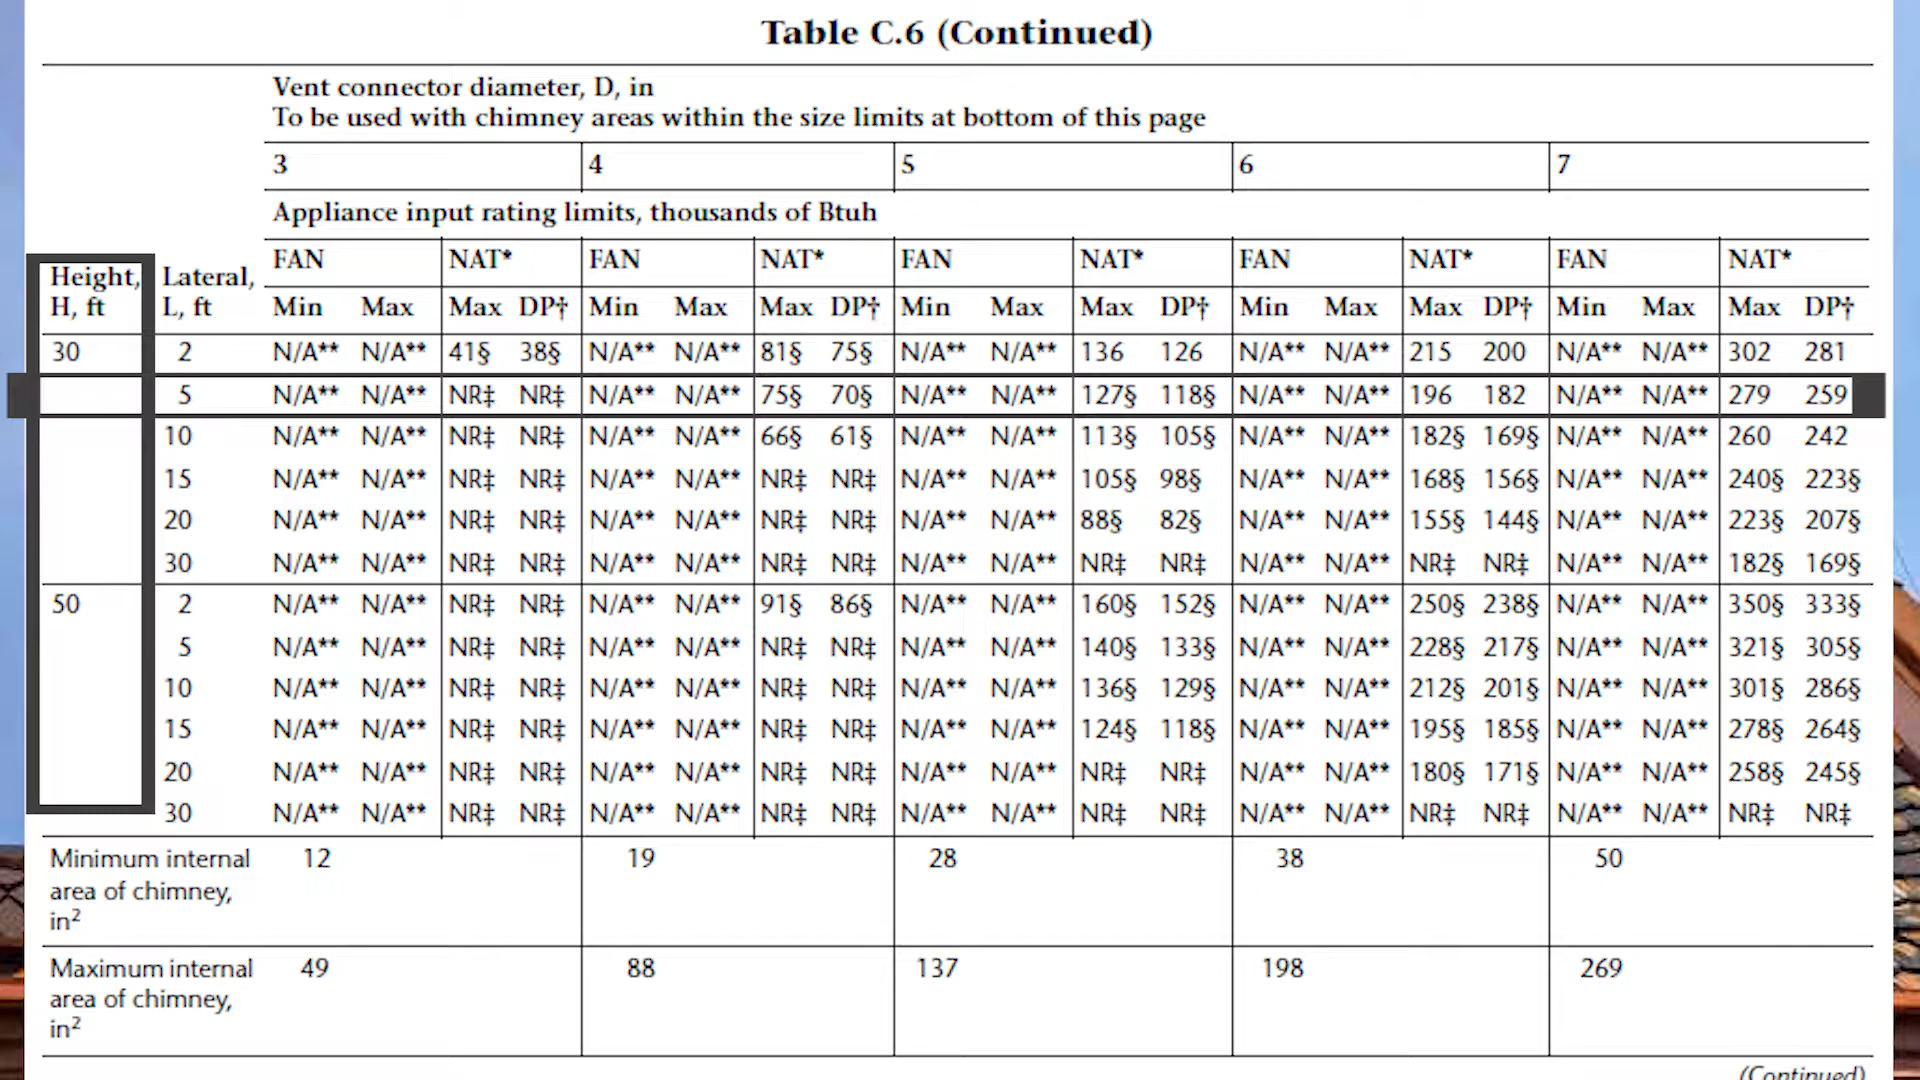 Table C.6 (Continued)
Vent connector diameter, D, in
To be used with chimney areas within the size limits at bottom of this page
3 4 5 6 7
Appliance input rating limits, thousands of Btuh
FAN NAT* FAN NAT* FAN NAT* FAN NAT* FAN NAT*
Height, Lateral,
H, ft L, ft Min Max Max DP† Min Max Max DP† Min Max Max DP† Min Max Max DP† Min Max Max DP†
30 2 N/A** N/A** 41§ 38§ N/A** N/A** 81§ 75§ N/A** N/A** 136 126 N/A** N/A** 215 200 N/A** N/A** 302 281
5 N/A** N/A** NR‡ NR‡ N/A** N/A** 75§ 70§ N/A** N/A** 127§ 118§ N/A** N/A** 196 182 N/A** N/A** 279 259
10 N/A** N/A** NR‡ NR‡ N/A** N/A** 66§ 61§ N/A** N/A** 113§ 105§ N/A** N/A** 182§ 169§ N/A** N/A** 260 242
15 N/A** N/A** NR‡ NR‡ N/A** N/A** NR‡ NR‡ N/A** N/A** 105§ 98§ N/A** N/A** 168§ 156§ N/A** N/A** 240§ 223§
20 N/A** N/A** NR‡ NR‡ N/A** N/A** NR‡ NR‡ N/A** N/A** 88§ 82§ N/A** N/A** 155§ 144§ N/A** N/A** 223§ 207§
30 N/A** N/A** NR‡ NR‡ N/A** N/A** NR‡ NR‡ N/A** N/A** NR‡ NR‡ N/A** N/A** NR‡ NR‡ N/A** N/A** 182§ 169§
50 2 N/A** N/A** NR‡ NR‡ N/A** N/A** 91§ 86§ N/A** N/A** 160§ 152§ N/A** N/A** 250§ 238§ N/A** N/A** 350§ 333§
5 N/A** N/A** NR‡ NR‡ N/A** N/A** NR‡ NR‡ N/A** N/A** 140§ 133§ N/A** N/A** 228§ 217§ N/A** N/A** 321§ 305§
10 N/A** N/A** NR‡ NR‡ N/A** N/A** NR‡ NR‡ N/A** N/A** 136§ 129§ N/A** N/A** 212§ 201§ N/A** N/A** 301§ 286§
15 N/A** N/A** NR‡ NR‡ N/A** N/A** NR‡ NR‡ N/A** N/A** 124§ 118§ N/A** N/A** 195§ 185§ N/A** N/A** 278§ 264§
20 N/A** N/A** NR‡ NR‡ N/A** N/A** NR‡ NR‡ N/A** N/A** NR‡ NR‡ N/A** N/A** 180§ 171§ N/A** N/A** 258§ 245§
30 N/A** N/A** NR‡ NR‡ N/A** N/A** NR‡ NR‡ N/A** N/A** NR‡ NR‡ N/A** N/A** NR‡ NR‡ N/A** N/A** NR‡ NR‡
Minimum internal 12 19 28 38 50
area of chimney,
in²
Maximum internal 49 88 137 198 269
area of chimney,
in²
(Continued)